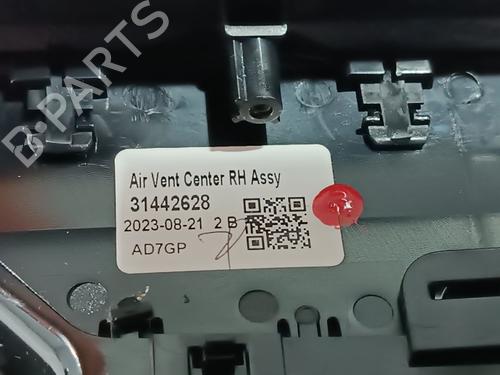 B-PARTS
Air Vent Center RH Assy
31442628
2023-08-21 2 B
AD7GP